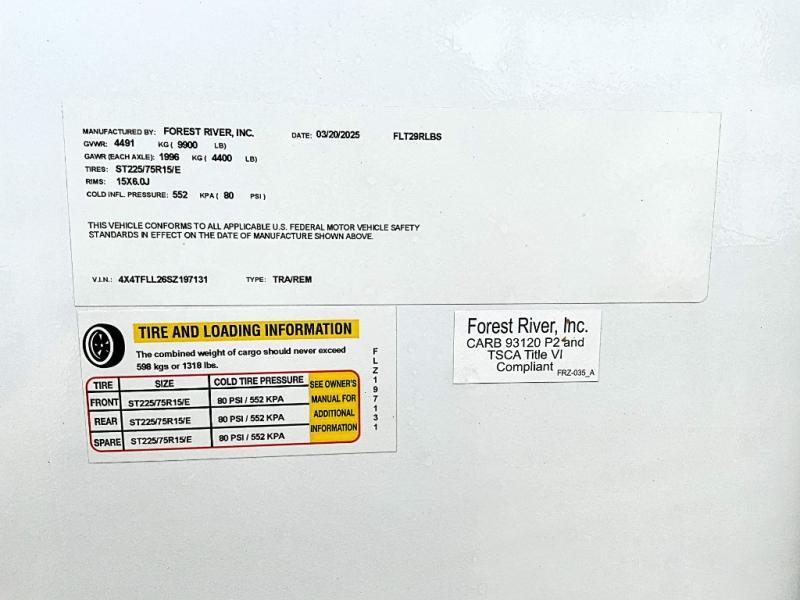 MANUFACTURED BY: FOREST RIVER, INC. DATE: 03/20/2025 FLT29RLBS
GVWR: 4491 KG ( 9900 LB)
GAWR (EACH AXLE): 1996 KG ( 4400 LB)
TIRES: ST225/75R15/E
RIMS: 15X6.0J
COLD INFL. PRESSURE: 552 KPA ( 80 PSI )
THIS VEHICLE CONFORMS TO ALL APPLICABLE U.S. FEDERAL MOTOR VEHICLE SAFETY
STANDARDS IN EFFECT ON THE DATE OF MANUFACTURE SHOWN ABOVE.
V.I.N.: 4X4TFLL26SZ197131 TYPE: TRA/REM
TIRE AND LOADING INFORMATION
The combined weight of cargo should never exceed
598 kgs or 1318 lbs.
TIRE SIZE COLD TIRE PRESSURE
FRONT ST225/75R15/E 80 PSI / 552 KPA
REAR ST225/75R15/E 80 PSI / 552 KPA
SPARE ST225/75R15/E 80 PSI / 552 KPA
SEE OWNER'S
MANUAL FOR
ADDITIONAL
INFORMATION
FLZ197131
Forest River, Inc.
CARB 93120 P2 and
TSCA Title VI
Compliant FRZ-035_A